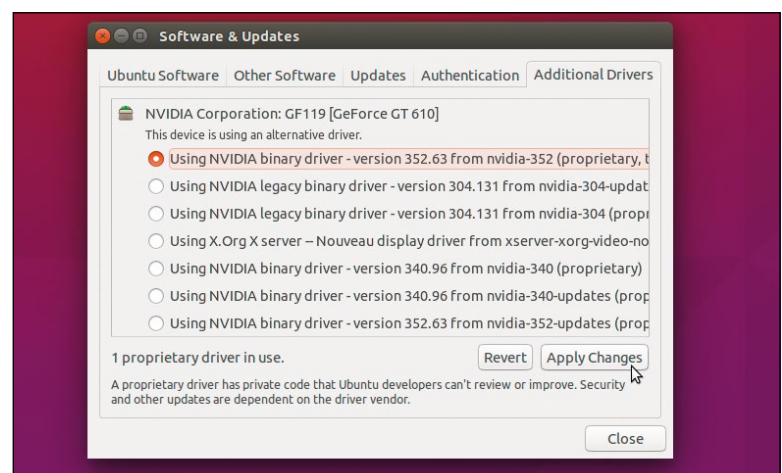 Software & Updates
Ubuntu Software Other Software Updates Authentication Additional Drivers
NVIDIA Corporation: GF119 [GeForce GT 610]
This device is using an alternative driver.
Using NVIDIA binary driver - version 352.63 from nvidia-352 (proprietary, t
Using NVIDIA legacy binary driver - version 304.131 from nvidia-304-updat
Using NVIDIA legacy binary driver - version 304.131 from nvidia-304 (propr
Using X.Org X server -- Nouveau display driver from xserver-xorg-video-no
Using NVIDIA binary driver - version 340.96 from nvidia-340 (proprietary)
Using NVIDIA binary driver - version 340.96 from nvidia-340-updates (prop
Using NVIDIA binary driver - version 352.63 from nvidia-352-updates (prop
1 proprietary driver in use. Revert Apply Changes
A proprietary driver has private code that Ubuntu developers can't review or improve. Security
and other updates are dependent on the driver vendor.
Close